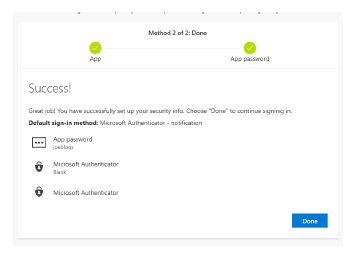 Method 2 of 2: Done
App
App password
Success!
Great job! You have successfully set up your security info. Choose "Done" to continue signing in.
Default sign-in method: Microsoft Authenticator - notification
App password
joeblogs
Microsoft Authenticator
Blank
Microsoft Authenticator
Done